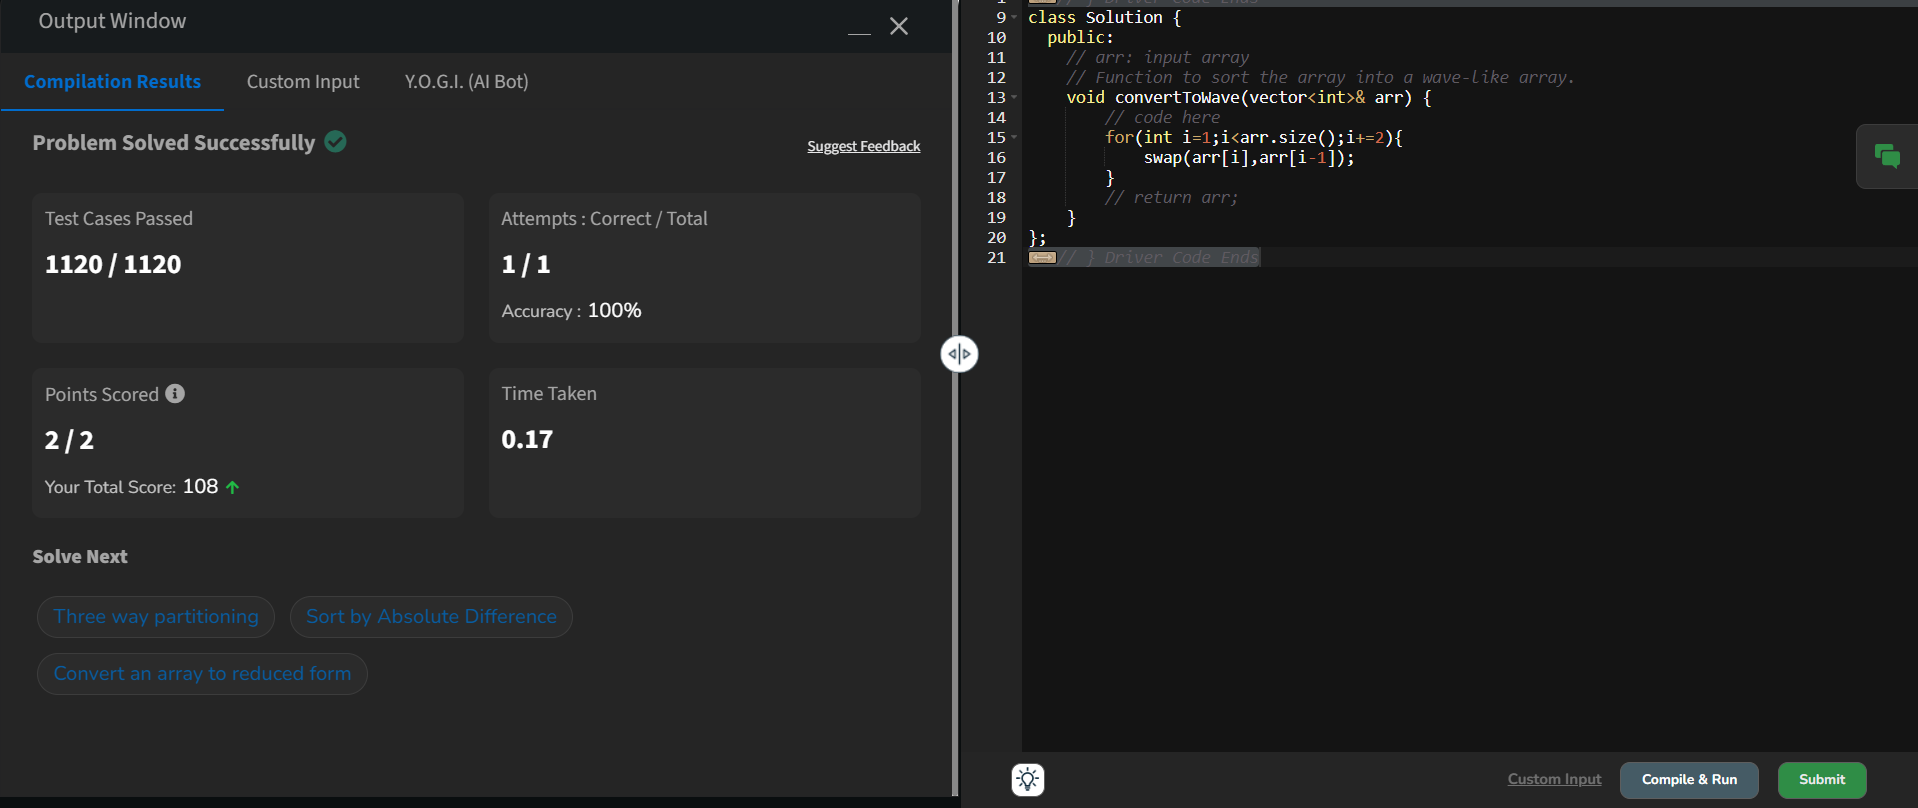 Output Window
Compilation Results
Custom Input
Y.O.G.I. (AI Bot)
Problem Solved Successfully
Suggest Feedback
Test Cases Passed
1120 / 1120
Attempts : Correct / Total
1 / 1
Accuracy : 100%
Points Scored
2 / 2
Your Total Score: 108
Time Taken
0.17
Solve Next
Three way partitioning
Sort by Absolute Difference
Convert an array to reduced form
1 // } Driver Code Ends
9 class Solution {
10 public:
11 // arr: input array
12 // Function to sort the array into a wave-like array.
13 void convertToWave(vector<int>& arr) {
14 // code here
15 for(int i=1;i<arr.size();i+=2){
16 swap(arr[i],arr[i-1]);
17 }
18 // return arr;
19 }
20 };
21 // } Driver Code Ends
Custom Input
Compile & Run
Submit